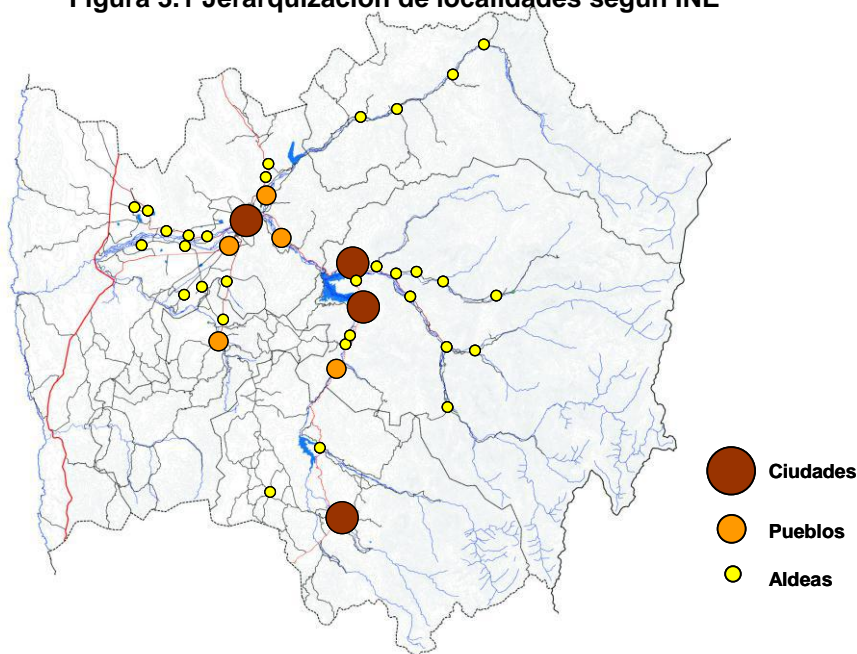 Figura 3.1 Jerarquización de localidades según INE
Ciudades
Pueblos
Aldeas